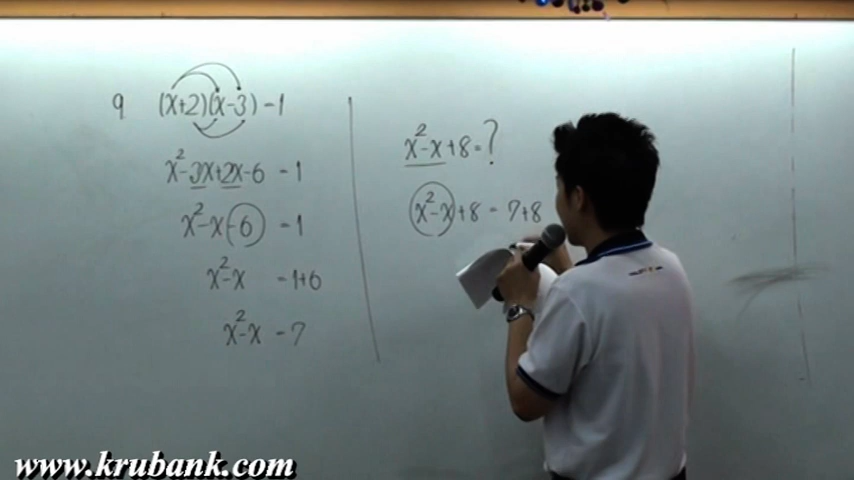 9 (x+2)(x-3) = 1
x²-3x+2x-6 = 1
x²-x-6 = 1
x²-x = 1+6
x²-x = 7
x²-x+8 = ?
x²-x+8 = 7+8
www.krubank.com